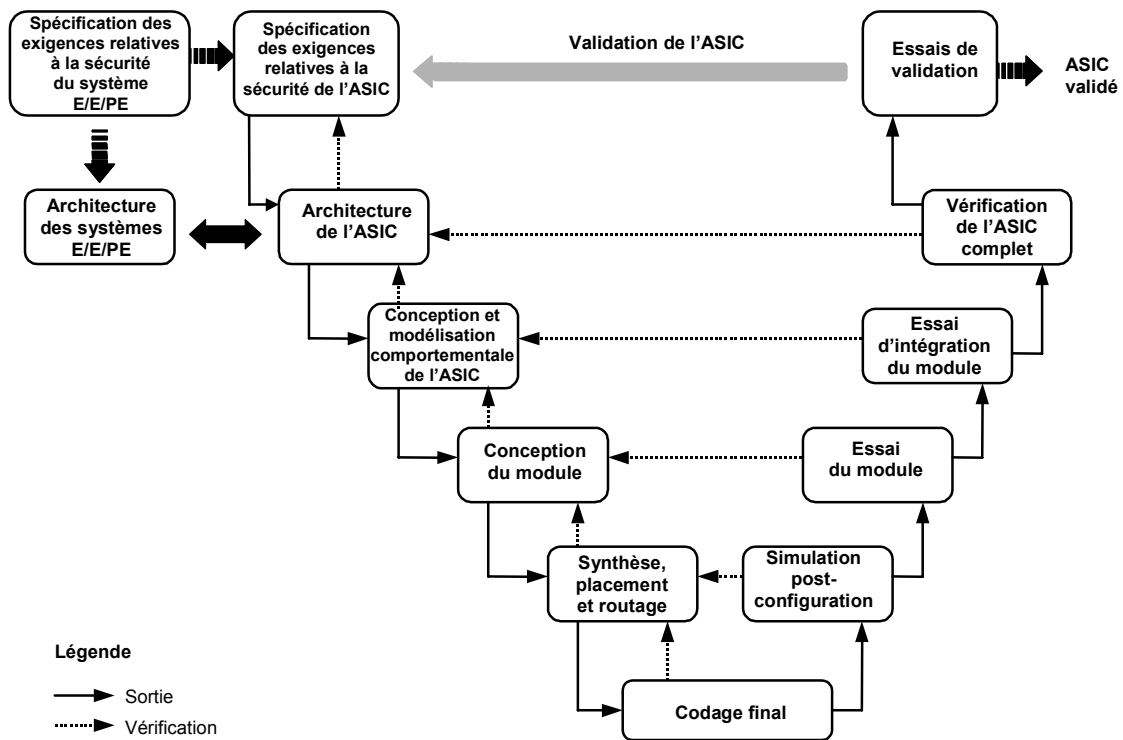 Spécification des
exigences relatives
à la sécurité
du système
E/E/PE
Spécification
des exigences
relatives à la
sécurité de l'ASIC
Validation de l'ASIC
Essais de
validation
ASIC
validé
Architecture
des systèmes
E/E/PE
Architecture
de l'ASIC
Vérification
de l'ASIC
complet
Conception et
modélisation
comportementale
de l'ASIC
Essai
d'intégration
du module
Conception
du module
Essai
du module
Synthèse,
placement
et routage
Simulation
post-
configuration
Codage final
Légende
Sortie
Vérification